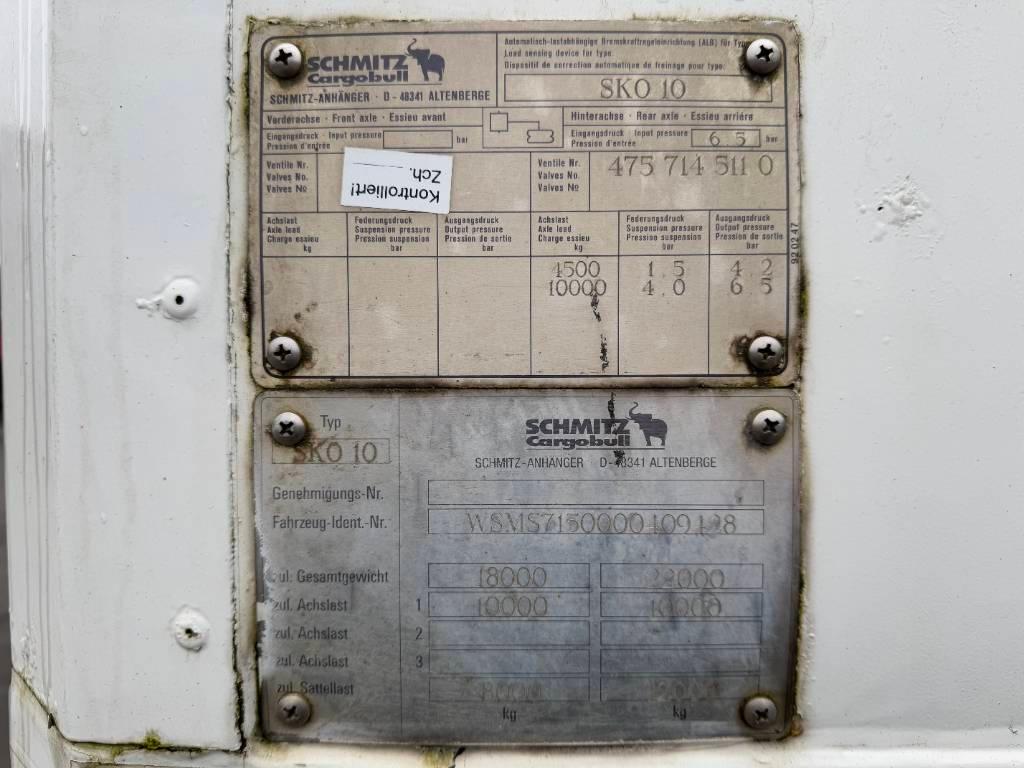 SCHMITZ
Cargobull
SCHMITZ-ANHÄNGER · D - 48341 ALTENBERGE
Automatisch-lastabhängige Bremskraftregeleinrichtung (ALB) für Typ:
Load sensing device for type:
Dispositif de correction automatique de freinage pour type:
SKO 10
Vorderachse · Front axle · Essieu avant
Hinterachse · Rear axle · Essieu arriére
Eingangsdruck · Input pressure bar
Pression d'entrée
Eingangsdruck · Input pressure 6 5 bar
Pression d'entrée
Ventile Nr.
Valves No.
Valves No
Kontrolliert!
Zch.
Ventile Nr.
Valves No.
Valves No
475 714 511 0
Achslast
Axle load
Charge essieu
kg
Federungsdruck
Suspension pressure
Pression suspension
bar
Ausgangsdruck
Output pressure
Pression de sortie
bar
Achslast
Axle load
Charge essieu
kg
Federungsdruck
Suspension pressure
Pression suspension
bar
Ausgangsdruck
Output pressure
Pression de sortie
bar
4500 1 5 4 2
10000 4 0 6 5
92 02 47
Typ
SKO 10
SCHMITZ
Cargobull
SCHMITZ-ANHÄNGER D-48341 ALTENBERGE
Genehmigungs-Nr.
Fahrzeug-Ident.-Nr.
zul. Gesamtgewicht 18000
zul. Achslast 1 10000
zul. Achslast 2
zul. Achslast 3
zul. Sattellast 8000 12000
kg kg